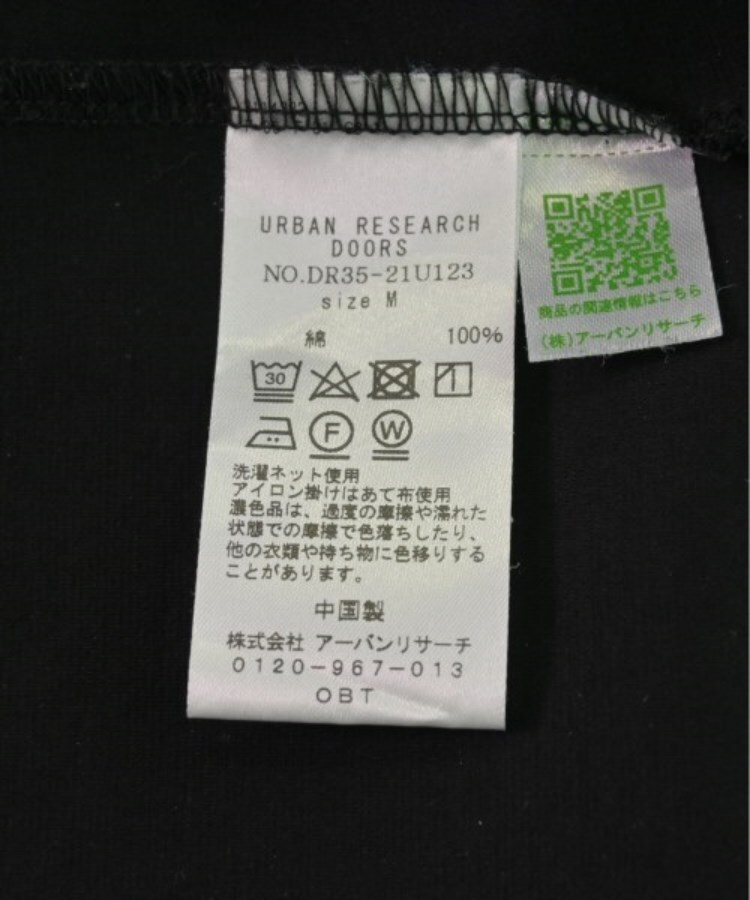 URBAN RESEARCH
DOORS
NO.DR35-21U123
size M
綿 100%
30
F W
洗濯ネット使用
アイロン掛けはあて布使用
濃色品は、過度の摩擦や濡れた
状態での摩擦で色落ちしたり、
他の衣類や持ち物に色移りする
ことがあります。
中国製
株式会社 アーバンリサーチ
0120-967-013
OBT
商品の関連情報はこちら
(株)アーバンリサーチ